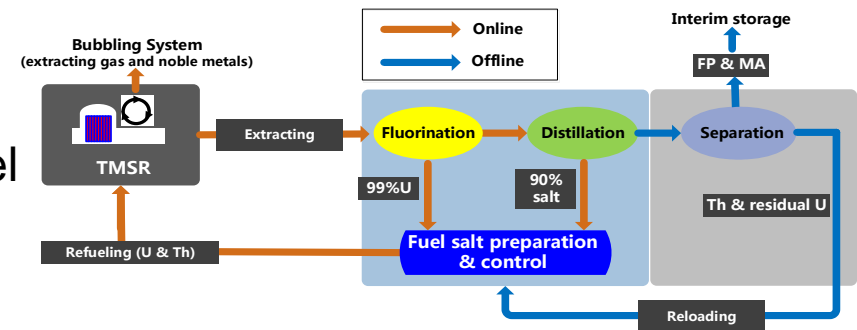 Interim storage
Online
Offline
Bubbling System
(extracting gas and noble metals)
FP & MA
Extracting
Fluorination
Distillation
Separation
el
TMSR
99%U
90%
salt
Th & residual U
Fuel salt preparation
& control
Refueling (U & Th)
Reloading